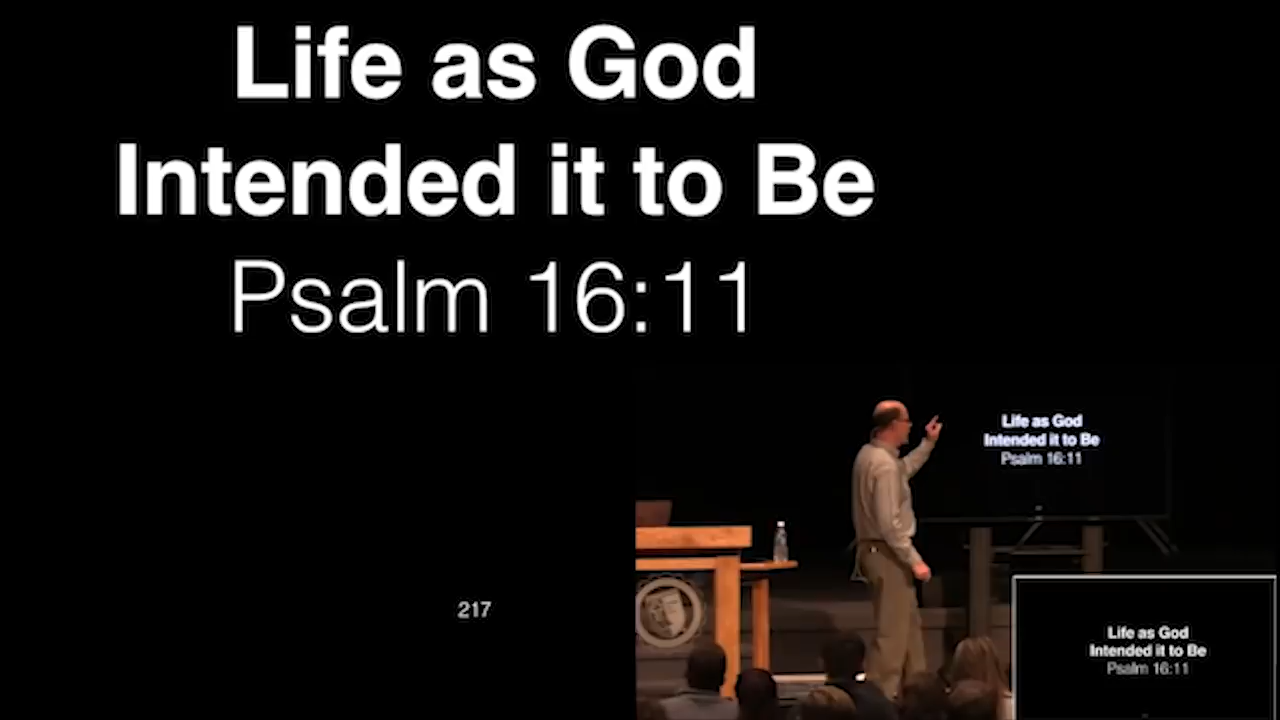 Life as God
Intended it to Be
Psalm 16:11
217
Life as God
Intended it to Be
Psalm 16:11
Life as God
Intended it to Be
Psalm 16:11